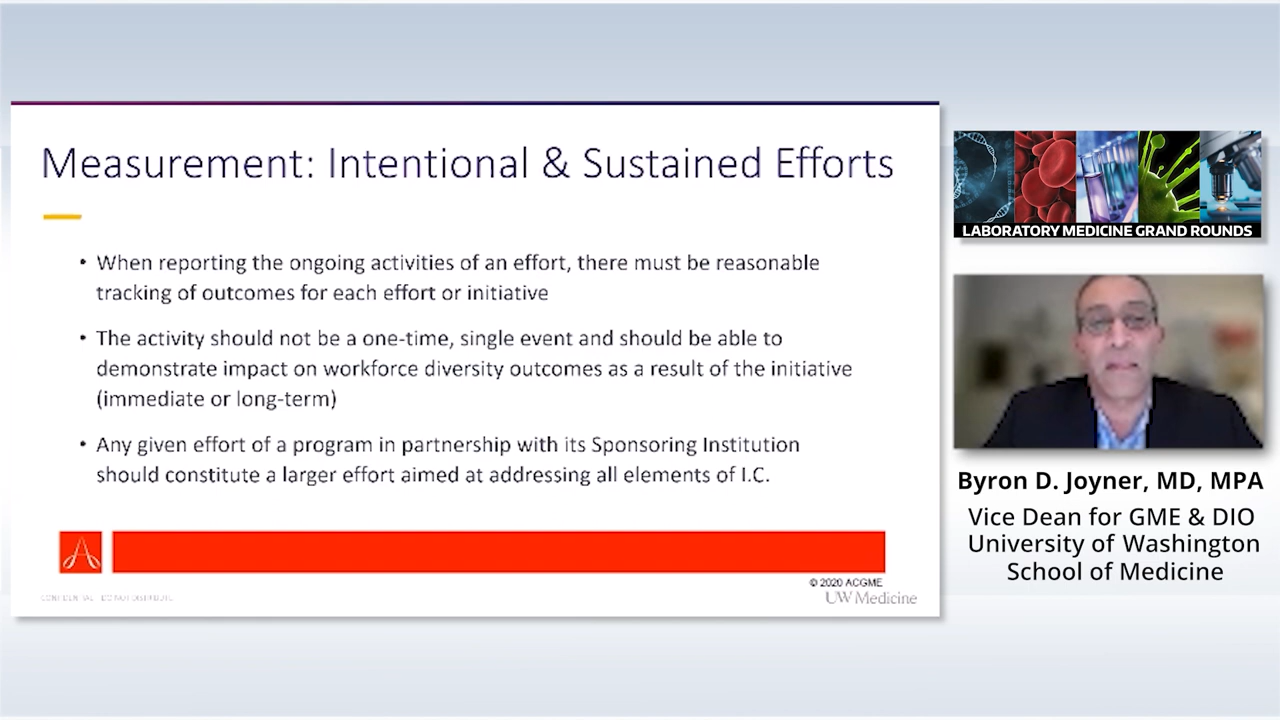 Measurement: Intentional & Sustained Efforts
• When reporting the ongoing activities of an effort, there must be reasonable
tracking of outcomes for each effort or initiative
• The activity should not be a one-time, single event and should be able to
demonstrate impact on workforce diversity outcomes as a result of the initiative
(immediate or long-term)
• Any given effort of a program in partnership with its Sponsoring Institution
should constitute a larger effort aimed at addressing all elements of I.C.
© 2020 ACGME
CONFIDENTIAL – DO NOT DISTRIBUTE
UW Medicine
LABORATORY MEDICINE GRAND ROUNDS
Byron D. Joyner, MD, MPA
Vice Dean for GME & DIO
University of Washington
School of Medicine